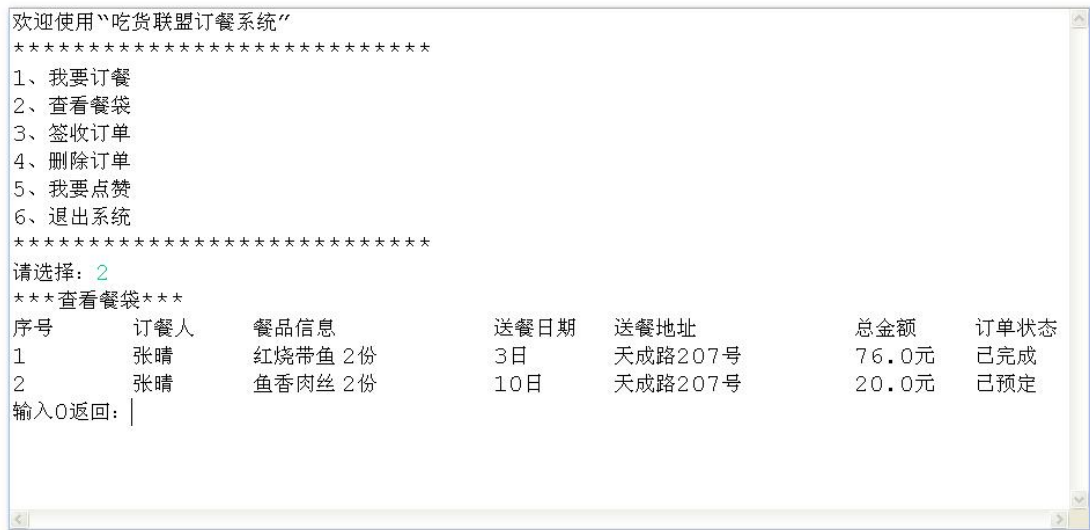 欢迎使用“吃货联盟订餐系统”
****************************
1、我要订餐
2、查看餐袋
3、签收订单
4、删除订单
5、我要点赞
6、退出系统
****************************
请选择：2
***查看餐袋***
序号 订餐人 餐品信息 送餐日期 送餐地址 总金额 订单状态
1 张晴 红烧带鱼 2份 3日 天成路207号 76.0元 已完成
2 张晴 鱼香肉丝 2份 10日 天成路207号 20.0元 已预定
输入0返回：